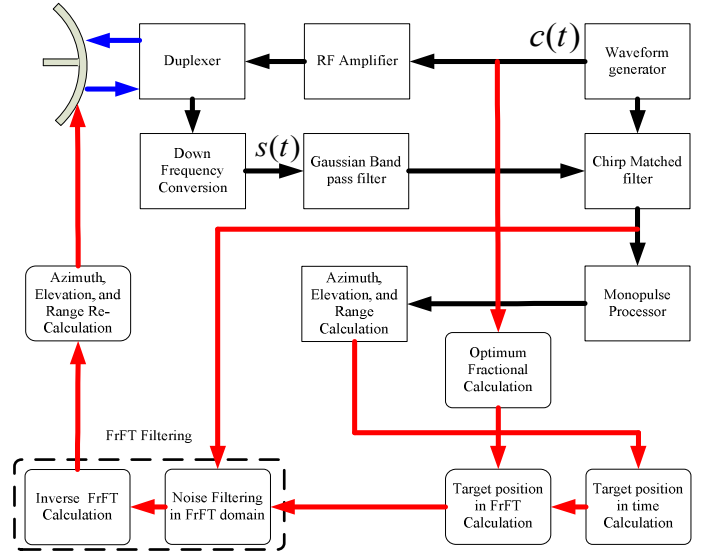 c(t)
Duplexer
RF Amplifier
Waveform
generator
s(t)
Down
Frequency
Conversion
Gaussian Band
pass filter
Chirp Matched
filter
Azimuth,
Elevation, and
Range Re-
Calculation
Azimuth,
Elevation, and
Range
Calculation
Monopulse
Processor
Optimum
Fractional
Calculation
FrFT Filtering
Inverse FrFT
Calculation
Noise Filtering
in FrFT domain
Target position
in FrFT
Calculation
Target position
in time
Calculation